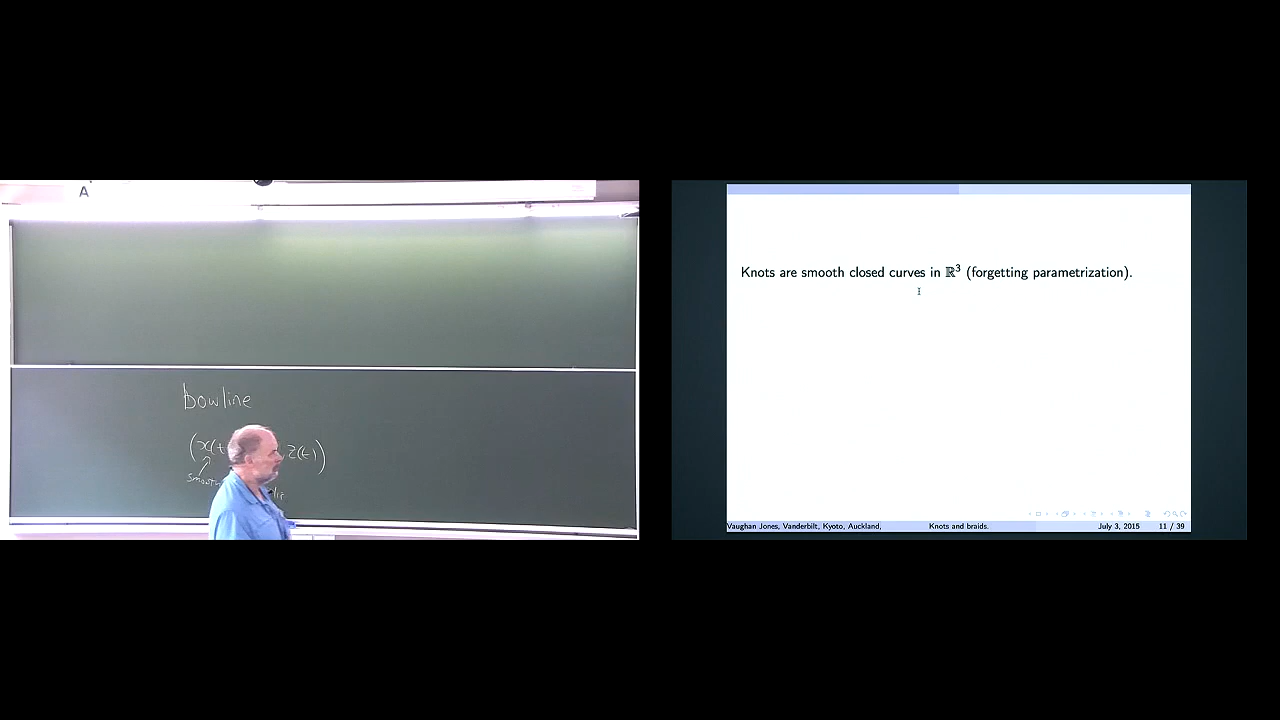 A
bowline
(x(t z(t))
smooth
Knots are smooth closed curves in ℝ³ (forgetting parametrization).
Vaughan Jones, Vanderbilt, Kyoto, Auckland, Knots and braids. July 3, 2015 11 / 39